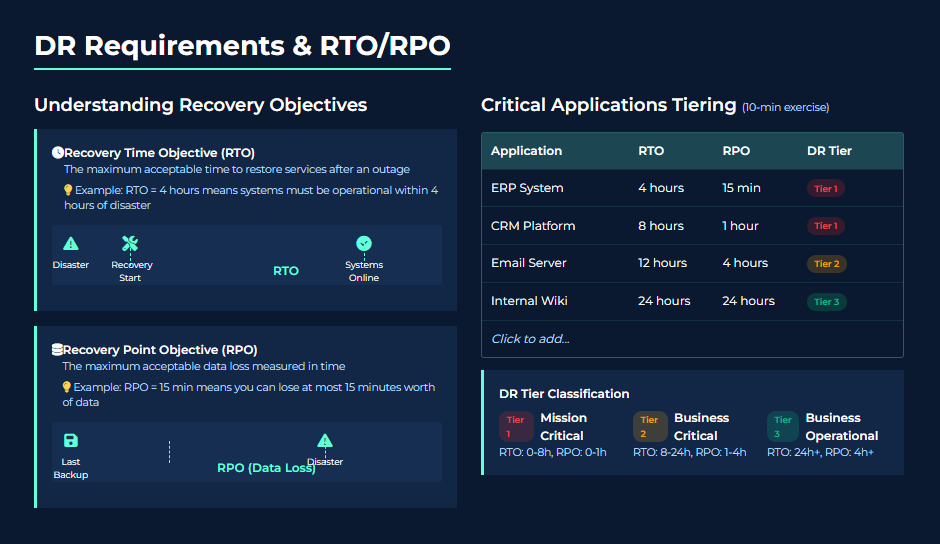 DR Requirements & RTO/RPO
Understanding Recovery Objectives
Recovery Time Objective (RTO)
The maximum acceptable time to restore services after an outage
Example: RTO = 4 hours means systems must be operational within 4
hours of disaster
Disaster
Recovery
Start
RTO
Systems
Online
Recovery Point Objective (RPO)
The maximum acceptable data loss measured in time
Example: RPO = 15 min means you can lose at most 15 minutes worth
of data
Last
Backup
RPO (Data Loss)
Disaster
Critical Applications Tiering (10-min exercise)
Application RTO RPO DR Tier
ERP System 4 hours 15 min Tier 1
CRM Platform 8 hours 1 hour Tier 1
Email Server 12 hours 4 hours Tier 2
Internal Wiki 24 hours 24 hours Tier 3
Click to add...
DR Tier Classification
Tier
1
Mission
Critical
RTO: 0-8h, RPO: 0-1h
Tier
2
Business
Critical
RTO: 8-24h, RPO: 1-4h
Tier
3
Business
Operational
RTO: 24h+, RPO: 4h+